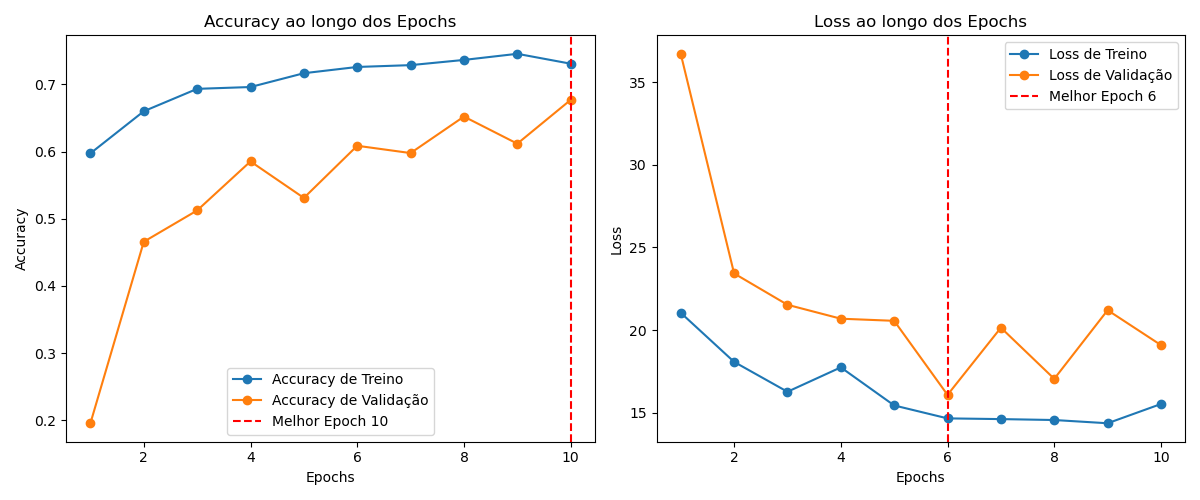 Accuracy ao longo dos Epochs
Accuracy
0.7
0.6
0.5
0.4
0.3
0.2
Accuracy de Treino
Accuracy de Validação
Melhor Epoch 10
2 4 6 8 10
Epochs
Loss ao longo dos Epochs
Loss
35
30
25
20
15
Loss de Treino
Loss de Validação
Melhor Epoch 6
2 4 6 8 10
Epochs